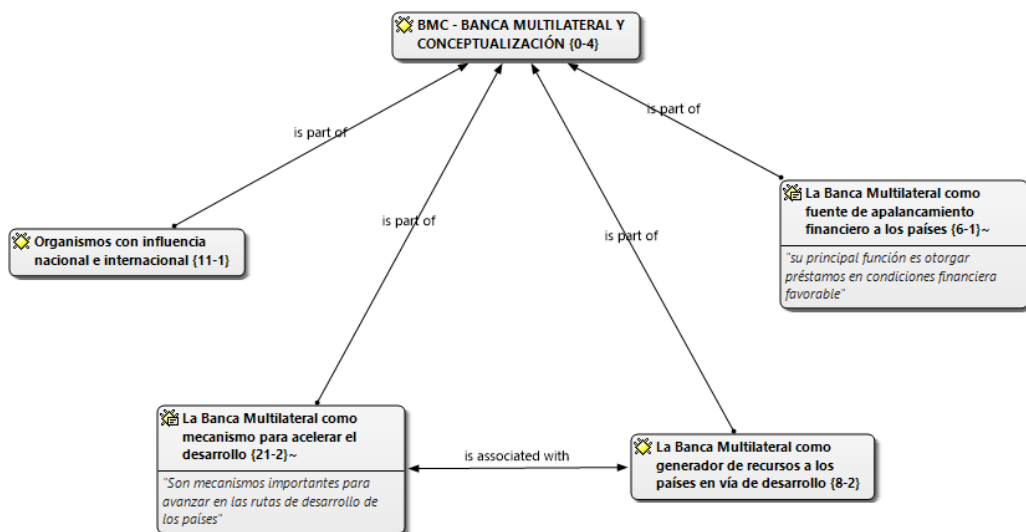 BMC - BANCA MULTILATERAL Y
CONCEPTUALIZACIÓN {0-4}
is part of
is part of
is part of
is part of
La Banca Multilateral como
fuente de apalancamiento
financiero a los países {6-1}~
"su principal función es otorgar
préstamos en condiciones financiera
favorable"
Organismos con influencia
nacional e internacional {11-1}
La Banca Multilateral como
mecanismo para acelerar el
desarrollo {21-2}~
"Son mecanismos importantes para
avanzar en las rutas de desarrollo de
los países"
is associated with
La Banca Multilateral como
generador de recursos a los
países en vía de desarrollo {8-2}